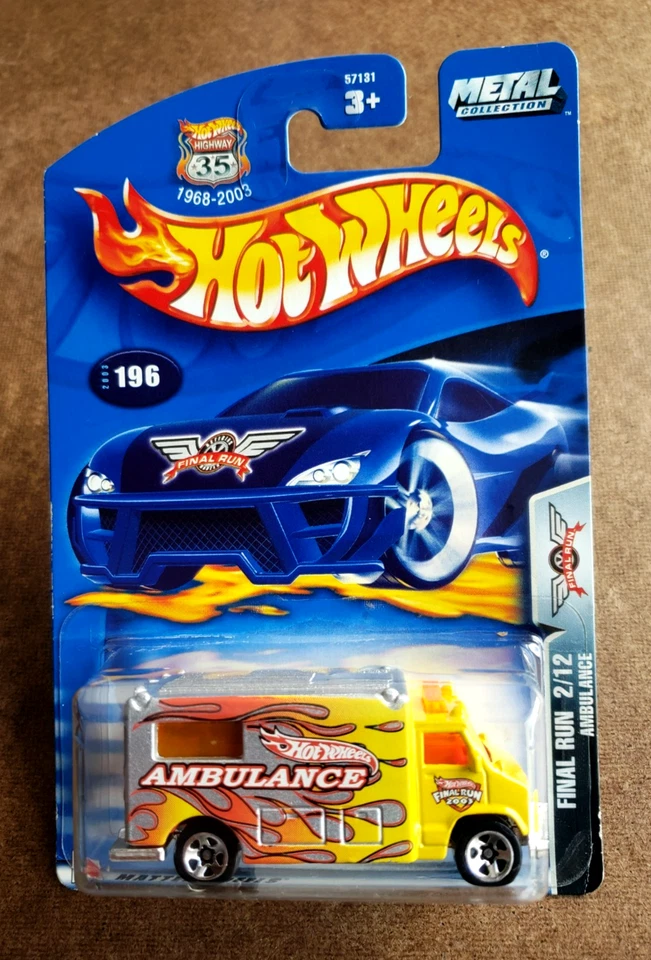 57131
3+
METAL
COLLECTION™
Hot Wheels
HIGHWAY
35
1968-2003
HOT WHEELS®
2003
196
FINAL RUN
FINAL RUN
FINAL RUN 2/12
AMBULANCE
HOT WHEELS
AMBULANCE
Hot Wheels
FINAL RUN
2003